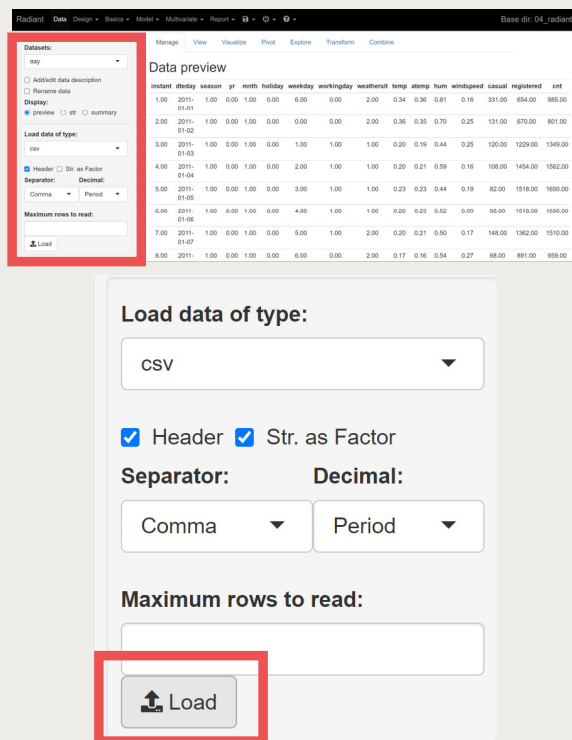 Radiant Data Design Basics Model Multivariate Report Base dir: 04_radiant
Datasets:
day
Add/edit data description
Rename data
Display:
preview str summary
Load data of type:
csv
Header Str. as Factor
Separator: Decimal:
Comma Period
Maximum rows to read:
Load
Manage View Visualize Pivot Explore Transform Combine
Data preview
instant dteday season yr mnth holiday weekday workingday weathersit temp atemp hum windspeed casual registered cnt
1.00 2011- 1.00 0.00 1.00 0.00 6.00 0.00 2.00 0.34 0.36 0.81 0.16 331.00 654.00 985.00
01-01
2.00 2011- 1.00 0.00 1.00 0.00 0.00 0.00 2.00 0.36 0.35 0.70 0.25 131.00 670.00 801.00
01-02
3.00 2011- 1.00 0.00 1.00 0.00 1.00 1.00 1.00 0.20 0.19 0.44 0.25 120.00 1229.00 1349.00
01-03
4.00 2011- 1.00 0.00 1.00 0.00 2.00 1.00 1.00 0.20 0.21 0.59 0.16 108.00 1454.00 1562.00
01-04
5.00 2011- 1.00 0.00 1.00 0.00 3.00 1.00 1.00 0.23 0.23 0.44 0.19 82.00 1518.00 1600.00
01-05
6.00 2011- 1.00 0.00 1.00 0.00 4.00 1.00 1.00 0.20 0.23 0.52 0.09 88.00 1518.00 1606.00
01-06
7.00 2011- 1.00 0.00 1.00 0.00 5.00 1.00 2.00 0.20 0.21 0.50 0.17 148.00 1362.00 1510.00
01-07
8.00 2011- 1.00 0.00 1.00 0.00 6.00 0.00 2.00 0.17 0.16 0.54 0.27 68.00 891.00 959.00
Load data of type:
csv
Header Str. as Factor
Separator: Decimal:
Comma Period
Maximum rows to read:
Load